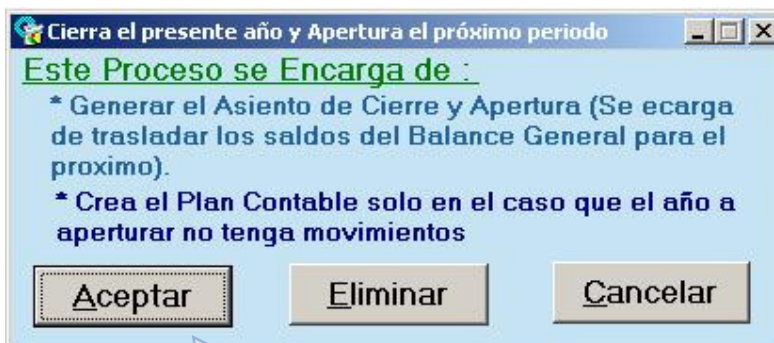 Cierra el presente año y Apertura el próximo periodo
Este Proceso se Encarga de :
* Generar el Asiento de Cierre y Apertura (Se ecarga
de trasladar los saldos del Balance General para el
proximo).
* Crea el Plan Contable solo en el caso que el año a
aperturar no tenga movimientos
Aceptar Eliminar Cancelar